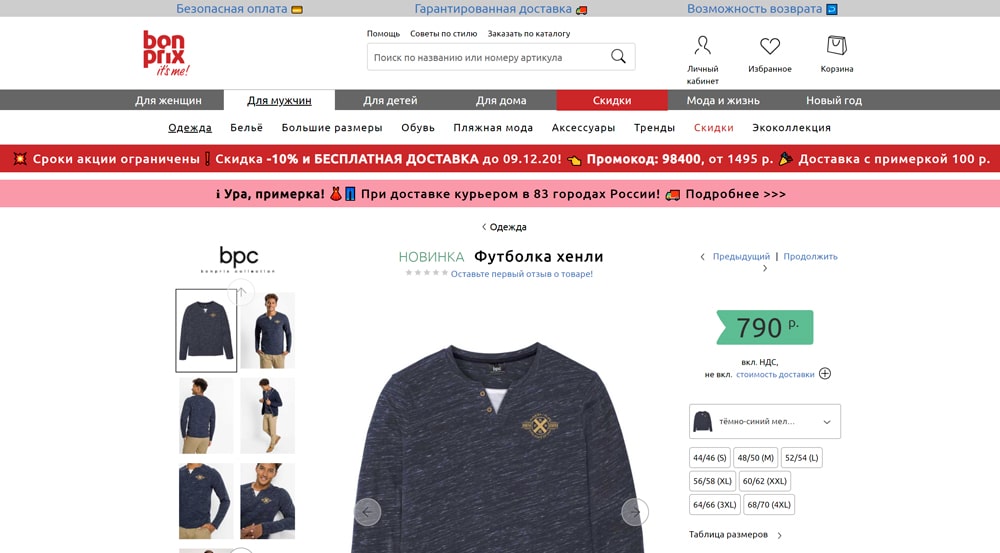 Безопасная оплата
Гарантированная доставка
Возможность возврата
bon
prix
it's me!
Помощь Советы по стилю Заказать по каталогу
Поиск по названию или номеру артикула
Личный
кабинет
Избранное
Корзина
Для женщин Для мужчин Для детей Для дома Скидки Мода и жизнь Новый год
Одежда Бельё Большие размеры Обувь Пляжная мода Аксессуары Тренды Скидки Экоколлекция
Сроки акции ограничены❗Скидка -10% и БЕСПЛАТНАЯ ДОСТАВКА до 09.12.20! Промокод: 98400, от 1495 р. Доставка с примеркой 100 р.
Ура, примерка! При доставке курьером в 83 городах России! Подробнее >>>
Одежда
bpc
bonprix collection
НОВИНКА Футболка хенли
Оставьте первый отзыв о товаре!
Предыдущий | Продолжить
790 р.
вкл. НДС,
не вкл. стоимость доставки
тёмно-синий мел...
44/46 (S) 48/50 (M) 52/54 (L)
56/58 (XL) 60/62 (XXL)
64/66 (3XL) 68/70 (4XL)
Таблица размеров
bpc